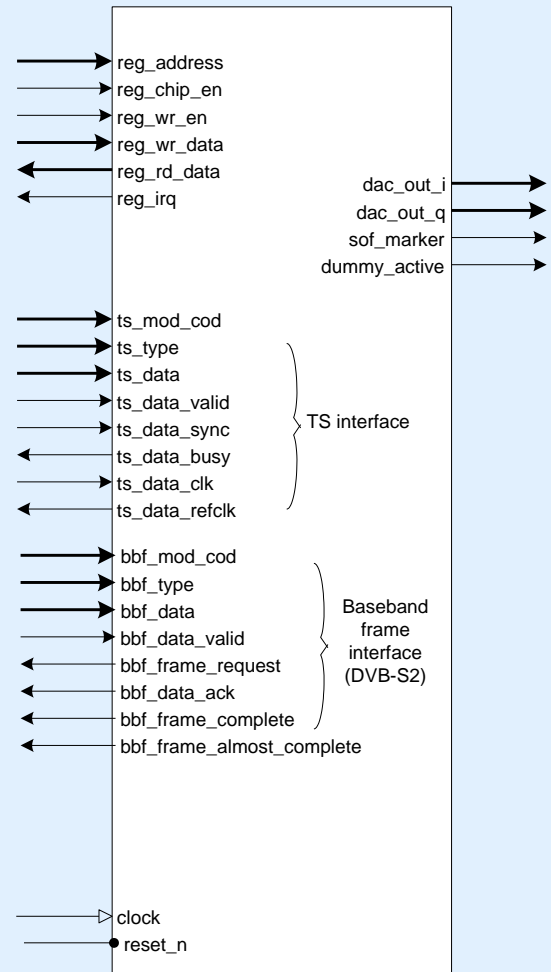 reg_address
reg_chip_en
reg_wr_en
reg_wr_data
reg_rd_data
reg_irq
dac_out_i
dac_out_q
sof_marker
dummy_active
ts_mod_cod
ts_type
ts_data
ts_data_valid
ts_data_sync
ts_data_busy
ts_data_clk
ts_data_refclk
TS interface
bbf_mod_cod
bbf_type
bbf_data
bbf_data_valid
bbf_frame_request
bbf_data_ack
bbf_frame_complete
bbf_frame_almost_complete
Baseband
frame
interface
(DVB-S2)
clock
reset_n